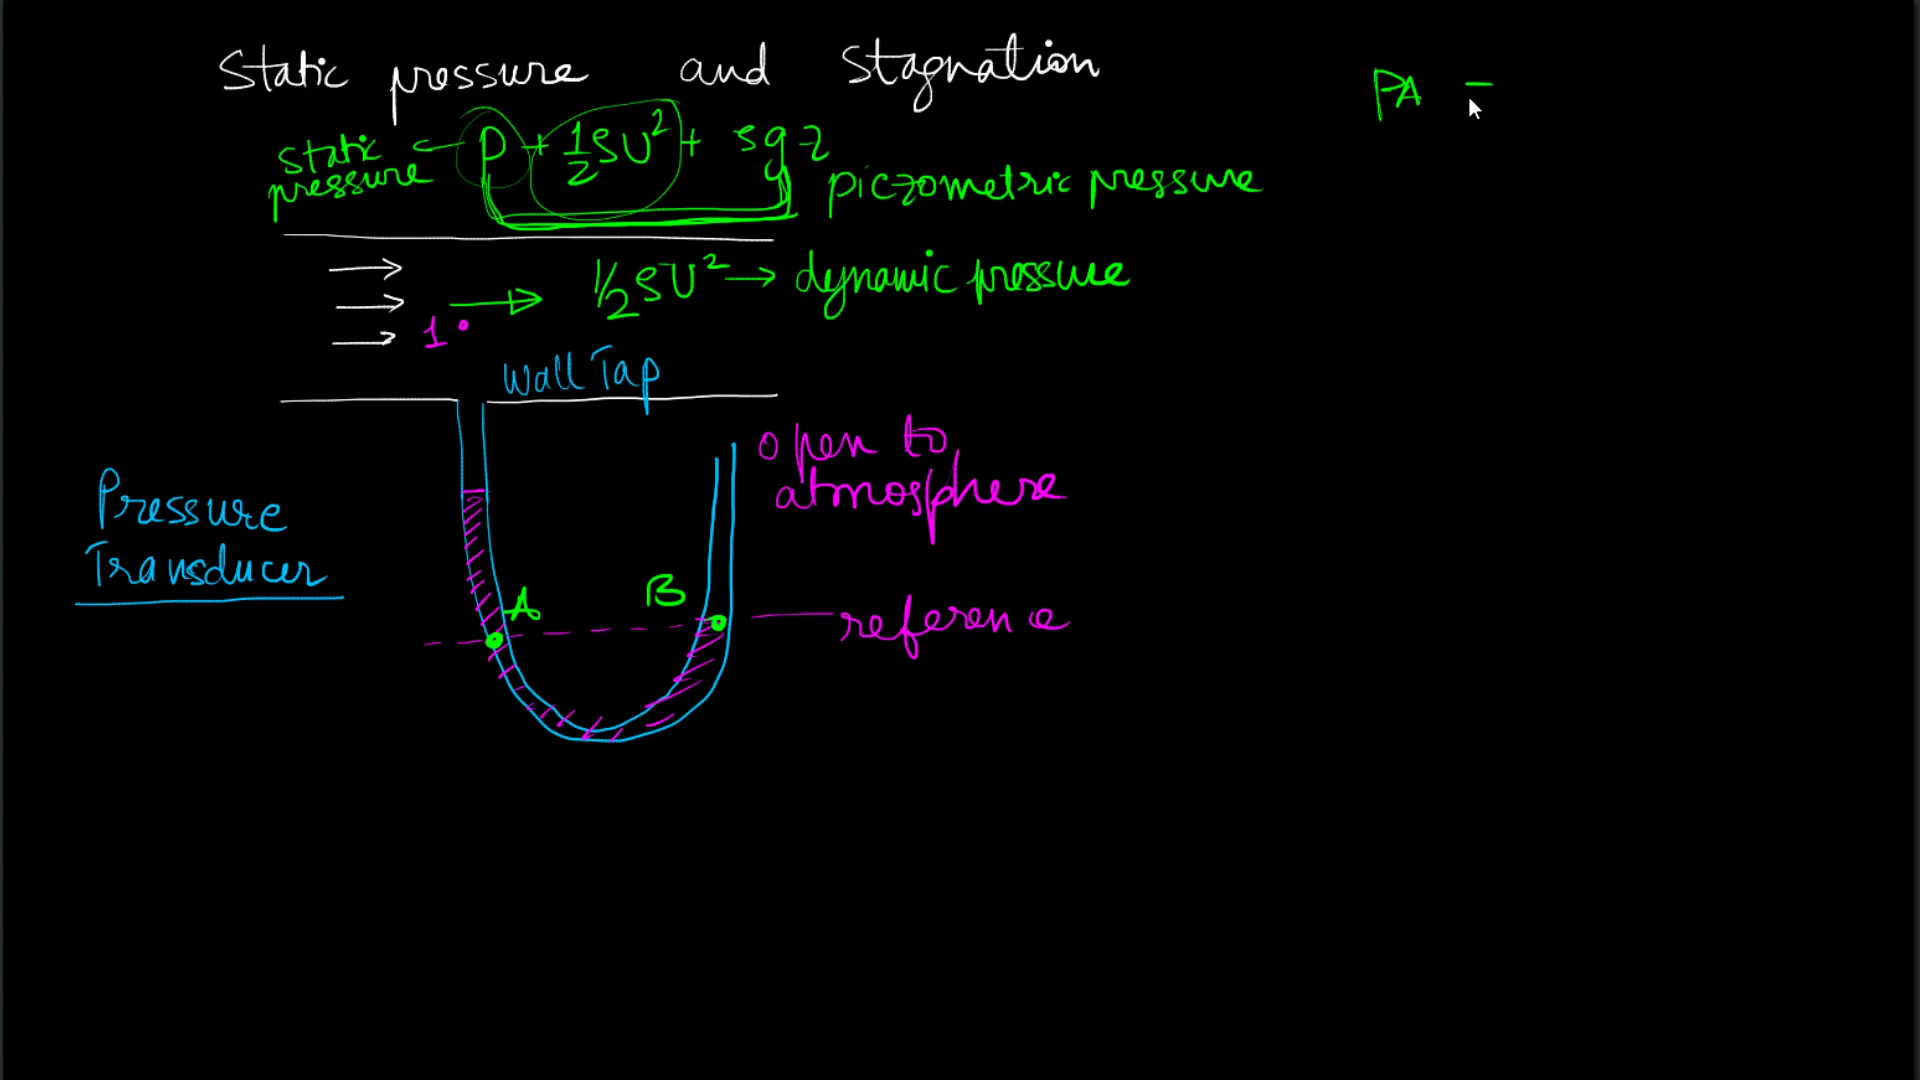 Static pressure and Stagnation
PA =
static pressure ← P + 1/2 ρU² + ρgz
piezometric pressure
1/2 ρU² → dynamic pressure
1
Wall Tap
open to
atmosphere
Pressure
Transducer
A
B
reference